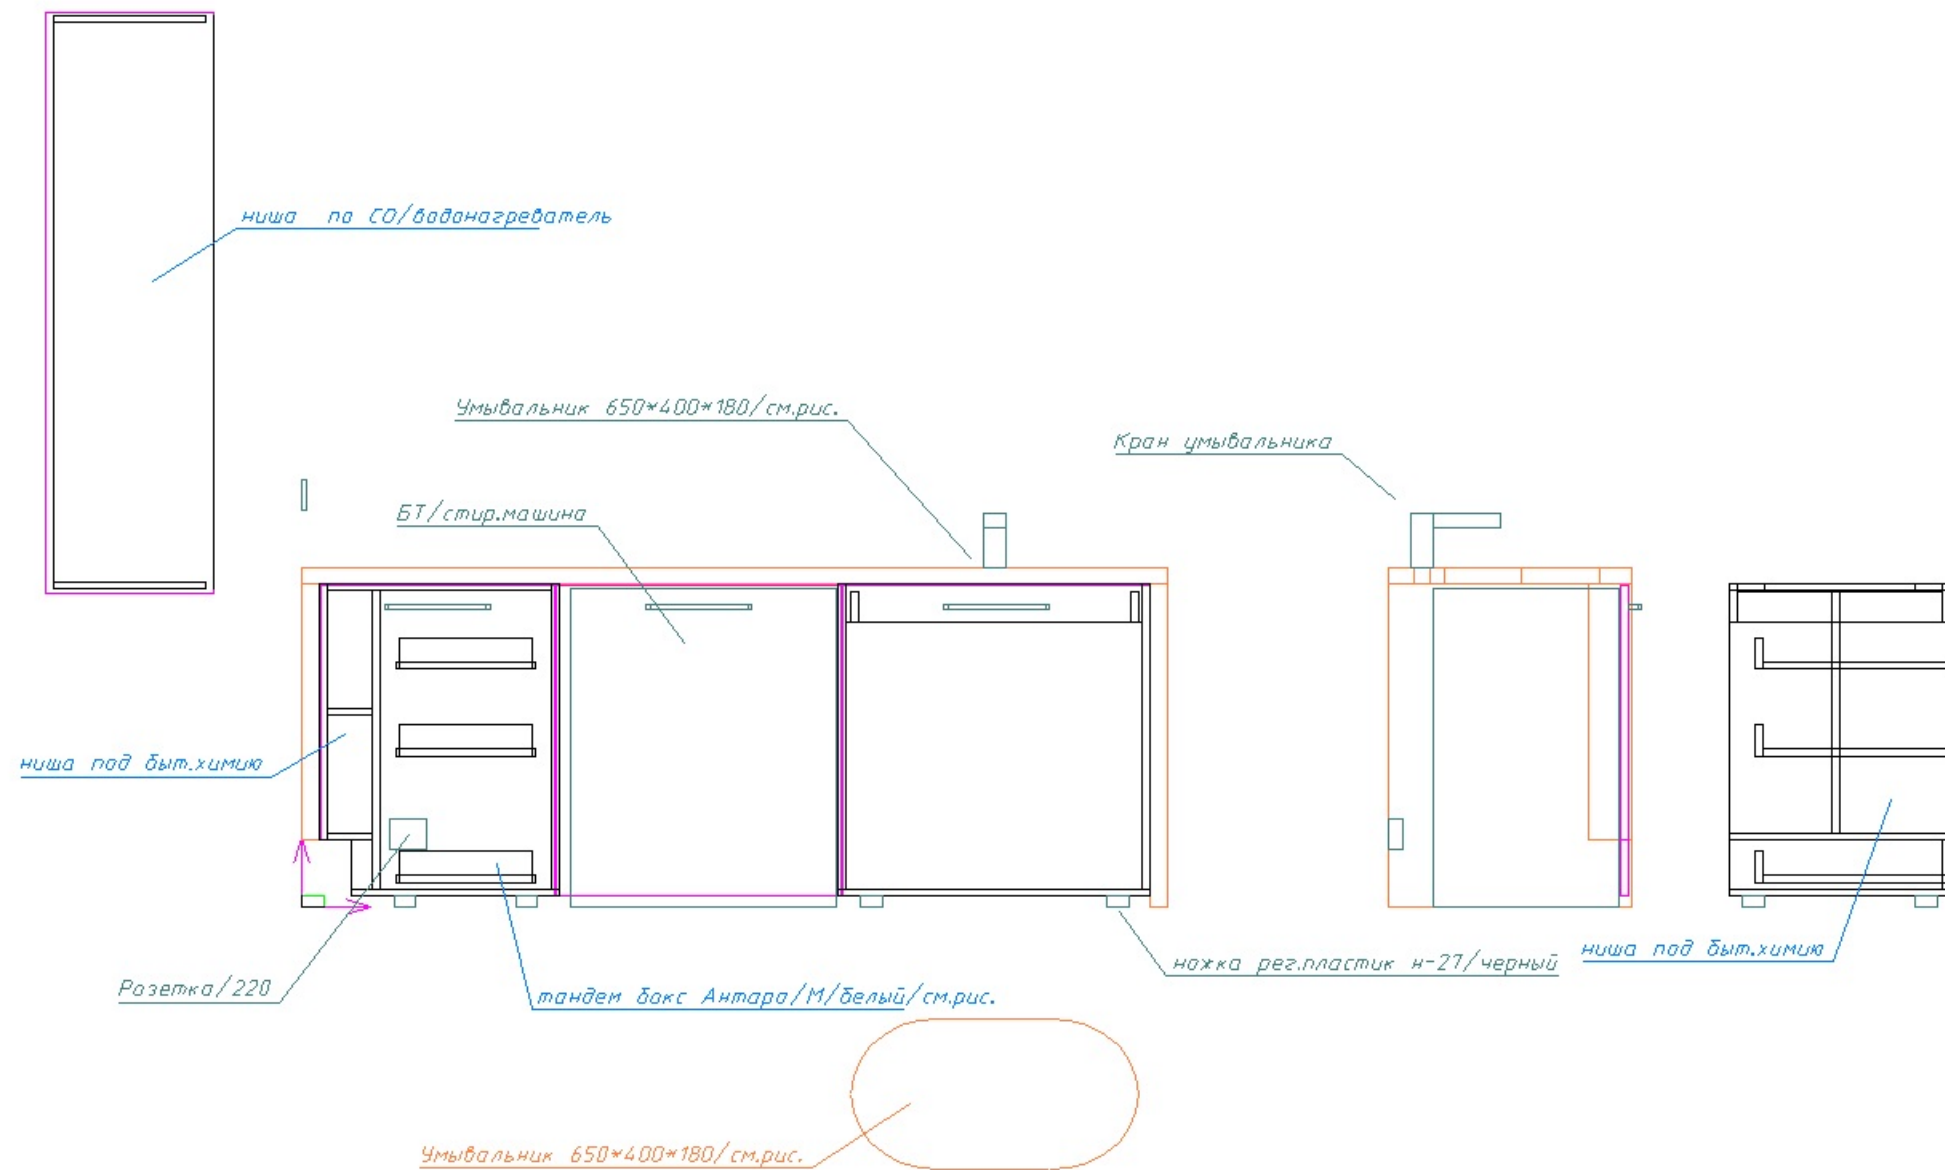 ниша по СО/водонагреватель
Умывальник 650*400*180/см.рис.
Кран умывальника
БТ/стир.машина
ниша под быт.химию
ниша под быт.химию
ножка рег.пластик н-27/черный
Розетка/220
тандем бокс Антара/М/белый/см.рис.
Умывальник 650*400*180/см.рис.